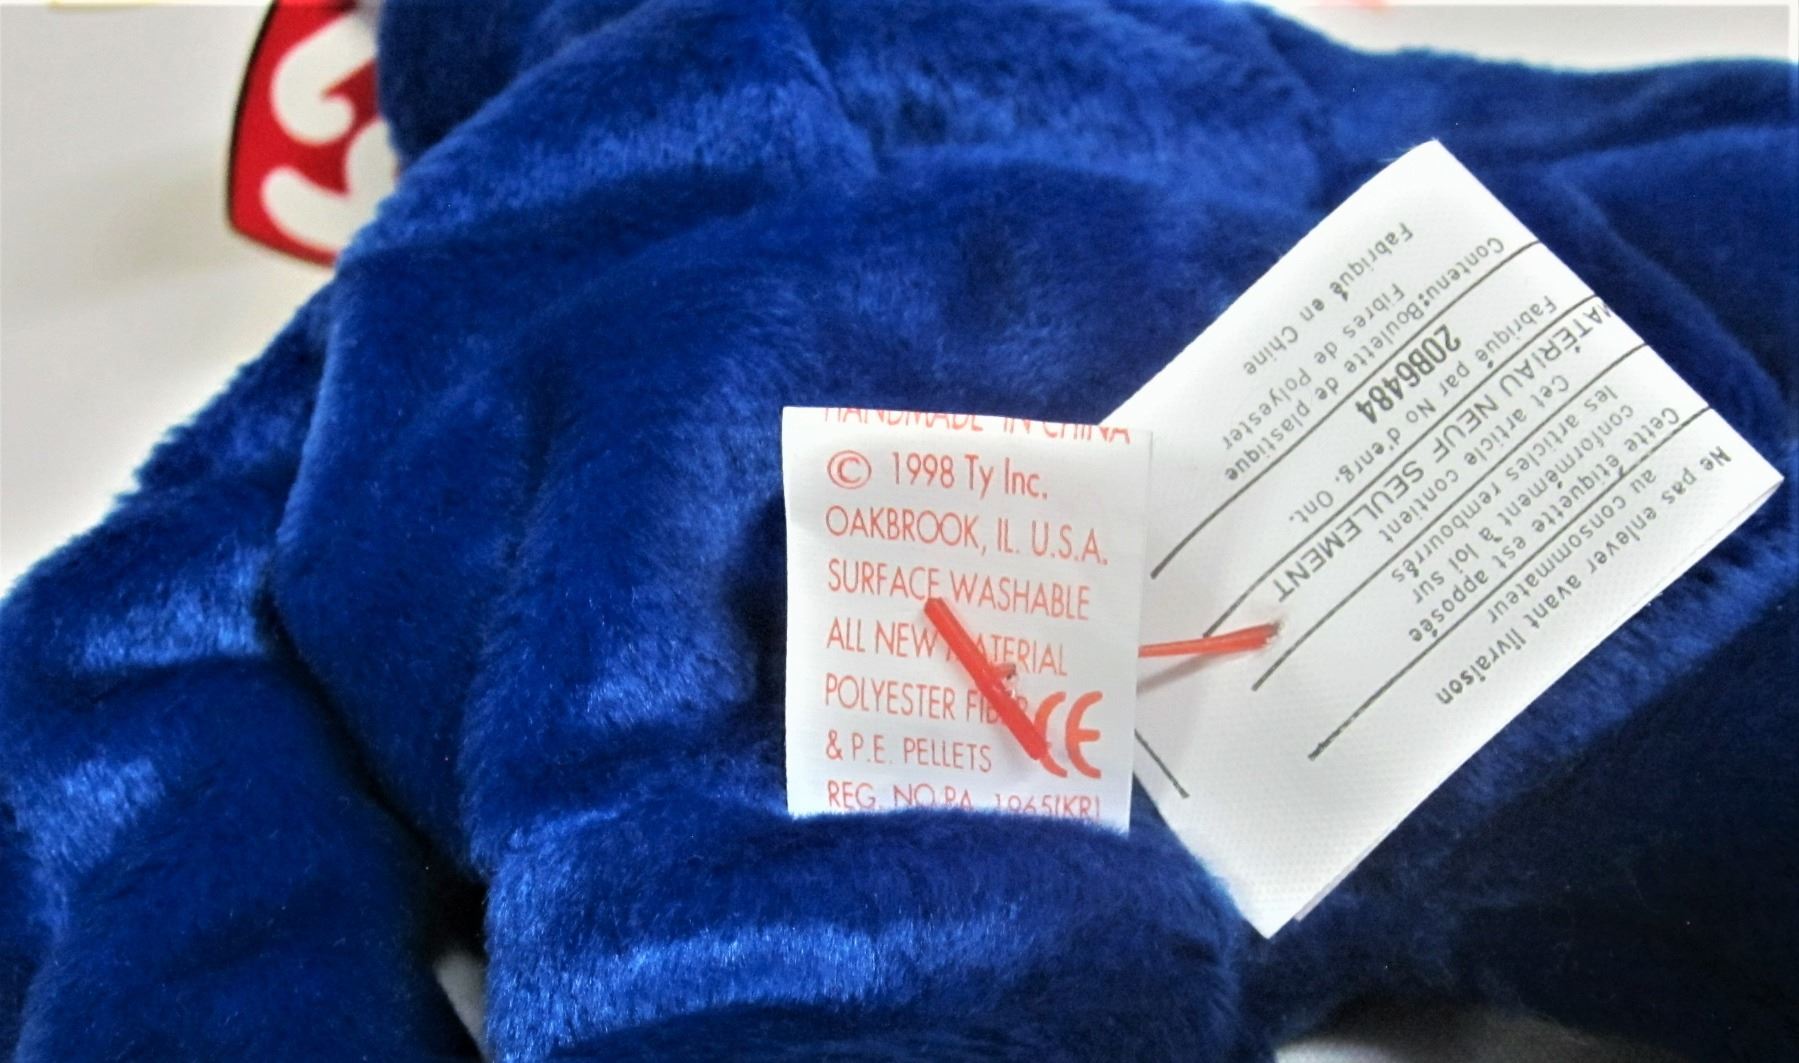 HANDMADE IN CHINA
© 1998 Ty Inc.
OAKBROOK, IL. U.S.A.
SURFACE WASHABLE
ALL NEW MATERIAL
POLYESTER FIBER
& P.E. PELLETS CE
REG. NO PA. 1965(KR)
Ne pas enlever avant livraison
au consommateur
Cette étiquette est apposée
conformément à loi sur
les articles rembourrés
Cet article contient
MATÉRIAU NEUF SEULEMENT
Fabriqué par No d'enrg. Ont.
20B6484
Contenu:Boulette de plastique
Fibres de Polyester
Fabriqué en Chine